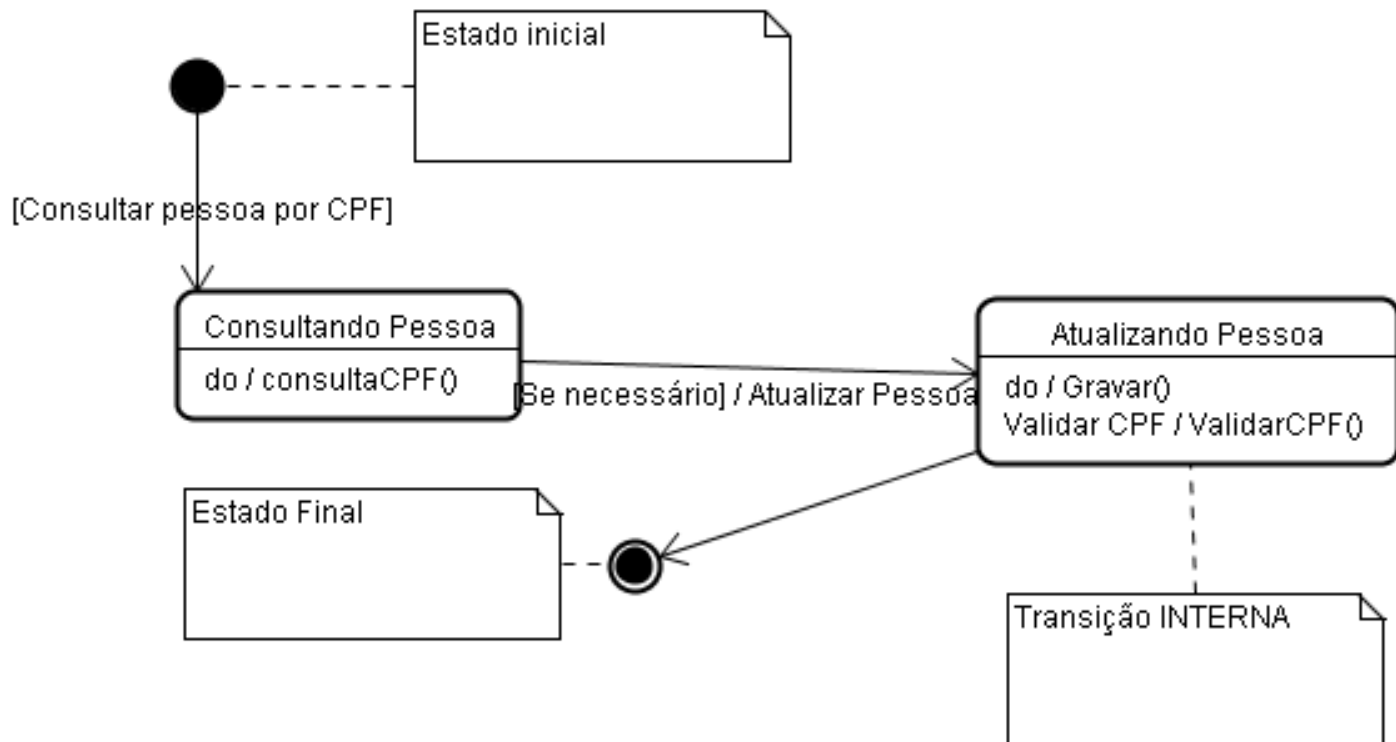 Estado inicial
[Consultar pessoa por CPF]
Consultando Pessoa
do / consultaCPF()
[Se necessário] / Atualizar Pessoa
Atualizando Pessoa
do / Gravar()
Validar CPF / ValidarCPF()
Estado Final
Transição INTERNA